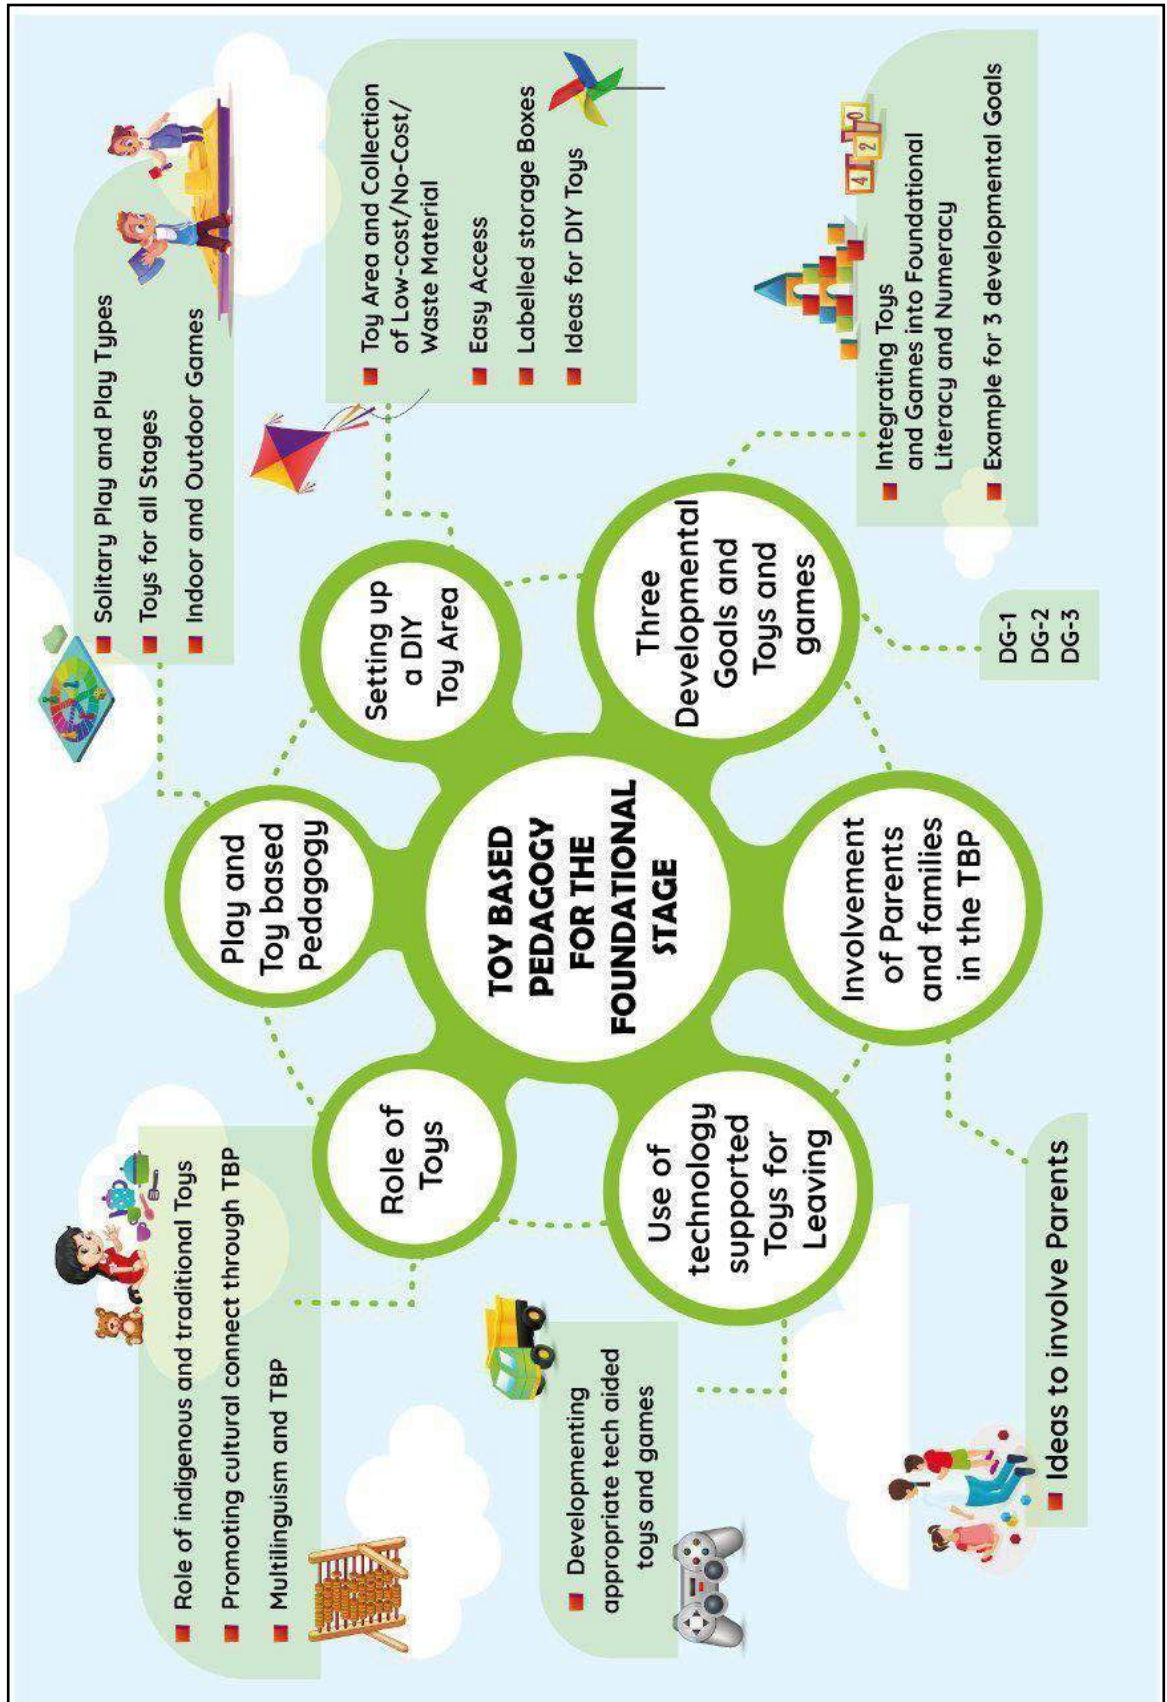 Role of indigenous and traditional Toys
Promoting cultural connect through TBP
Multilinguism and TBP
Solitary Play and Play Types
Toys for all Stages
Indoor and Outdoor Games
Play and
Toy based
Pedagogy
Role of
Toys
Setting up
a DIY
Toy Area
Toy Area and Collection
of Low-cost/No-Cost/
Waste Material
Easy Access
Labelled storage Boxes
Ideas for DIY Toys
TOY BASED
PEDAGOGY
FOR THE
FOUNDATIONAL
STAGE
Developmenting
appropriate tech aided
toys and games
Use of
technology
supported
Toys for
Leaving
Three
Developmental
Goals and
Toys and
games
4
2
0
Integrating Toys
and Games into Foundational
Literacy and Numeracy
Example for 3 developmental Goals
Involvement
of Parents
and families
in the TBP
DG-1
DG-2
DG-3
Ideas to involve Parents